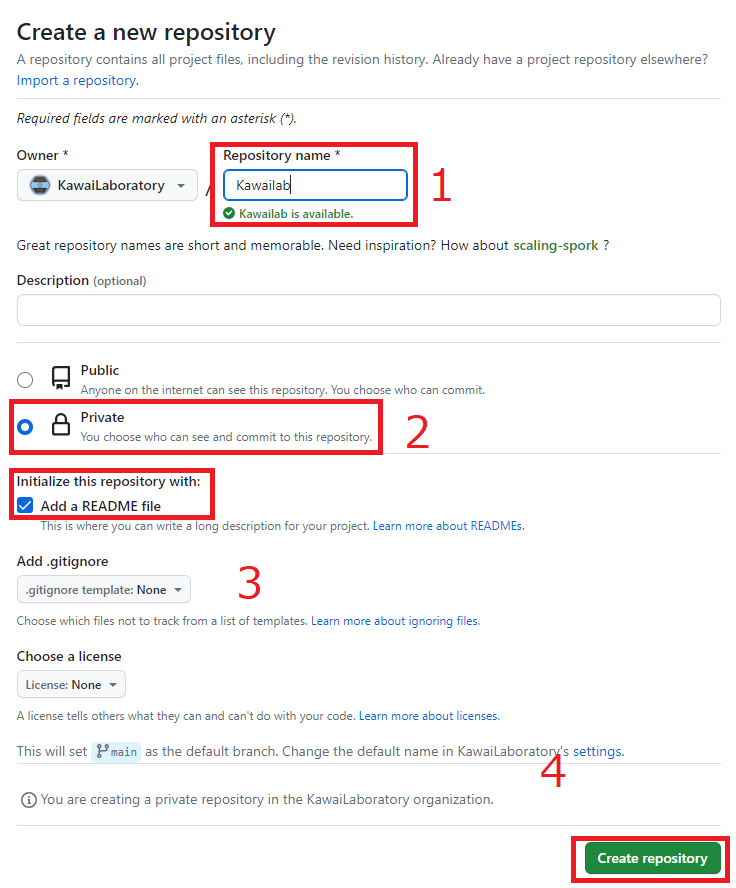 Create a new repository
A repository contains all project files, including the revision history. Already have a project repository elsewhere?
Import a repository.
Required fields are marked with an asterisk (*).
Owner *
Repository name *
KawaiLaboratory
/
Kawailab
1
Kawailab is available.
Great repository names are short and memorable. Need inspiration? How about scaling-spork ?
Description (optional)
Public
Anyone on the internet can see this repository. You choose who can commit.
Private
You choose who can see and commit to this repository.
2
Initialize this repository with:
Add a README file
This is where you can write a long description for your project. Learn more about READMEs.
Add .gitignore
.gitignore template: None
3
Choose which files not to track from a list of templates. Learn more about ignoring files.
Choose a license
License: None
A license tells others what they can and can't do with your code. Learn more about licenses.
This will set main as the default branch. Change the default name in KawaiLaboratory's settings.
4
You are creating a private repository in the KawaiLaboratory organization.
Create repository